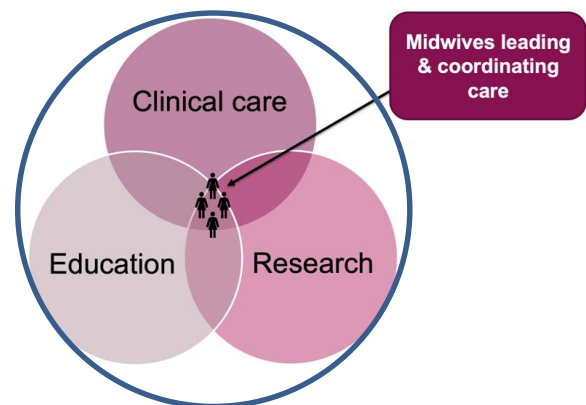 Midwives leading
& coordinating
care
Clinical care
Education
Research